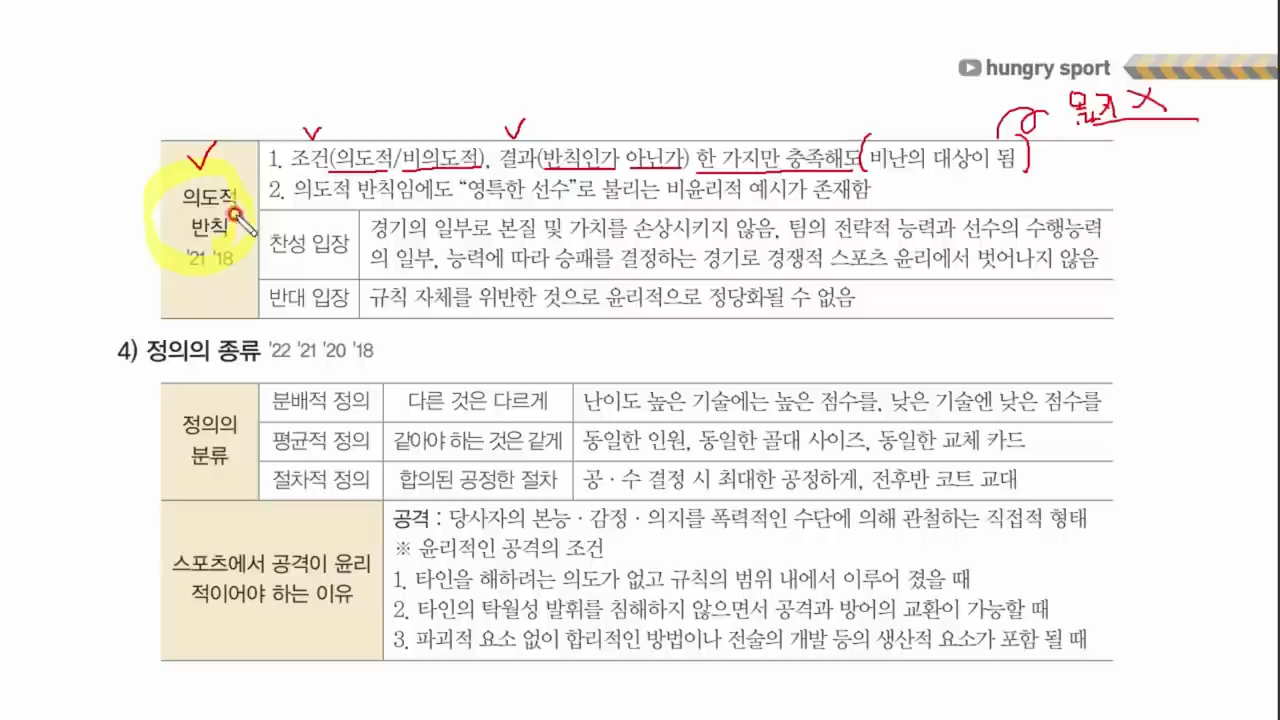 hungry sport
몰지 X
1. 조건(의도적/비의도적), 결과(반칙인가 아닌가) 한 가지만 충족해도 비난의 대상이 됨
2. 의도적 반칙임에도 “영특한 선수”로 불리는 비윤리적 예시가 존재함
의도적
반칙
'21 '18
찬성 입장
경기의 일부로 본질 및 가치를 손상시키지 않음, 팀의 전략적 능력과 선수의 수행능력
의 일부, 능력에 따라 승패를 결정하는 경기로 경쟁적 스포츠 윤리에서 벗어나지 않음
반대 입장
규칙 자체를 위반한 것으로 윤리적으로 정당화될 수 없음
4) 정의의 종류 '22 '21 '20 '18
정의의
분류
분배적 정의 다른 것은 다르게 난이도 높은 기술에는 높은 점수를, 낮은 기술엔 낮은 점수를
평균적 정의 같아야 하는 것은 같게 동일한 인원, 동일한 골대 사이즈, 동일한 교체 카드
절차적 정의 합의된 공정한 절차 공·수 결정 시 최대한 공정하게, 전후반 코트 교대
스포츠에서 공격이 윤리
적이어야 하는 이유
공격 : 당사자의 본능·감정·의지를 폭력적인 수단에 의해 관철하는 직접적 형태
※ 윤리적인 공격의 조건
1. 타인을 해하려는 의도가 없고 규칙의 범위 내에서 이루어 졌을 때
2. 타인의 탁월성 발휘를 침해하지 않으면서 공격과 방어의 교환이 가능할 때
3. 파괴적 요소 없이 합리적인 방법이나 전술의 개발 등의 생산적 요소가 포함 될 때